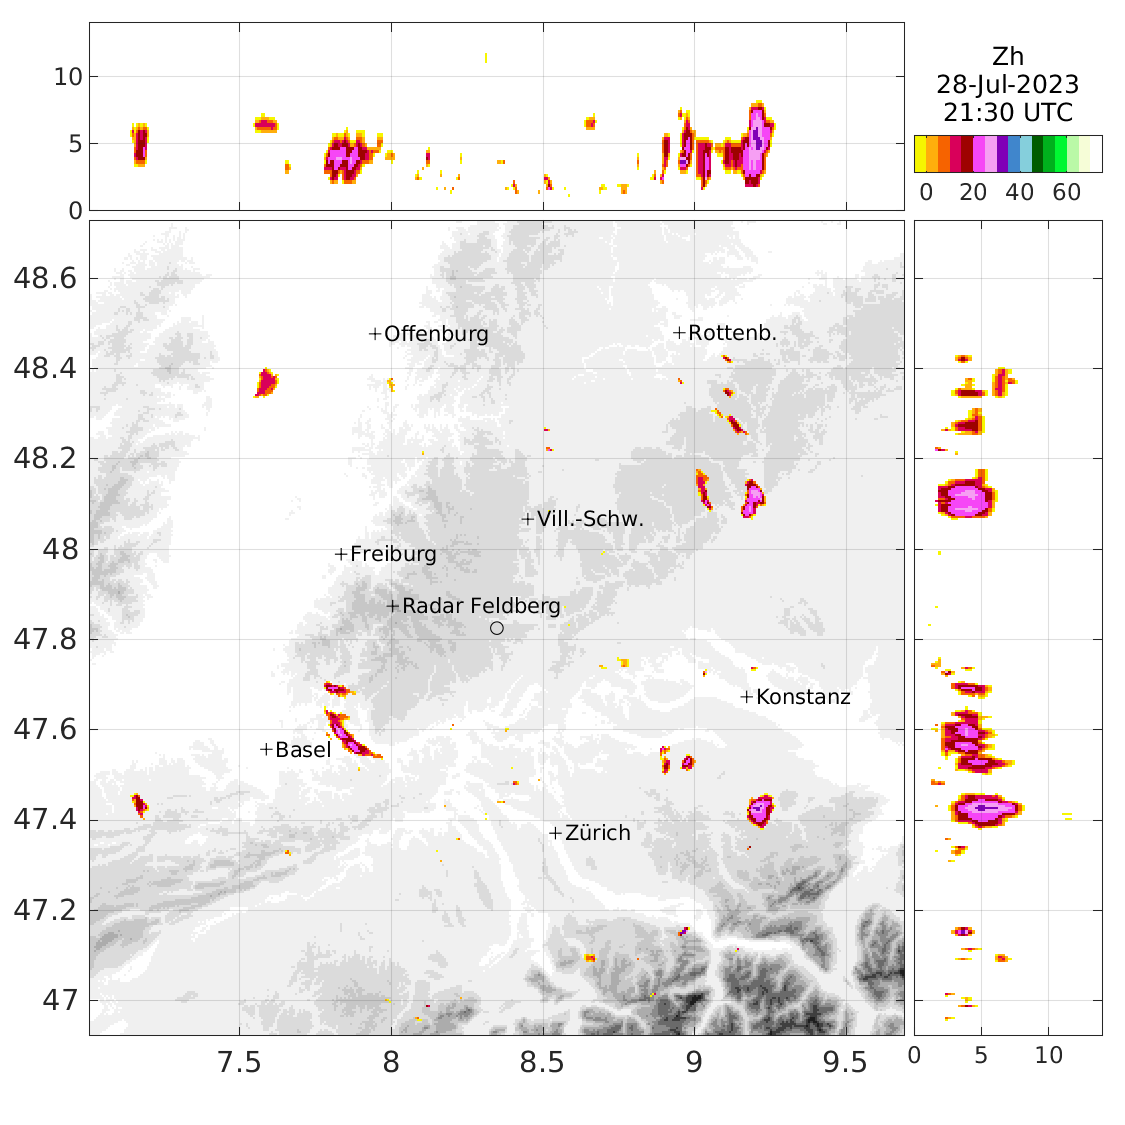 10
5
0
Zh
28-Jul-2023
21:30 UTC
0 20 40 60
48.6
48.4
48.2
48
47.8
47.6
47.4
47.2
47
+Offenburg
+Rottenb.
+Vill.-Schw.
+Freiburg
+Radar Feldberg
+Konstanz
+Basel
+Zürich
7.5 8 8.5 9 9.5
0 5 10